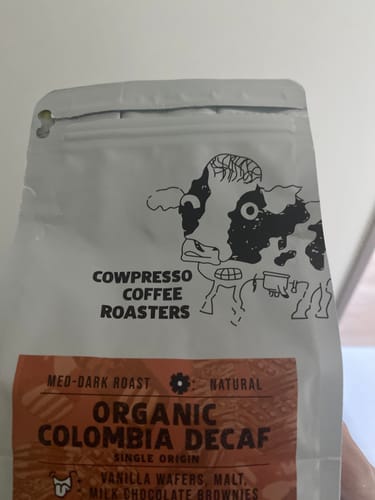 COWPRESSO
COFFEE
ROASTERS
MED-DARK ROAST NATURAL
ORGANIC
COLOMBIA DECAF
SINGLE ORIGIN
VANILLA WAFERS, MALT,
MILK CHOCOLATE BROWNIES